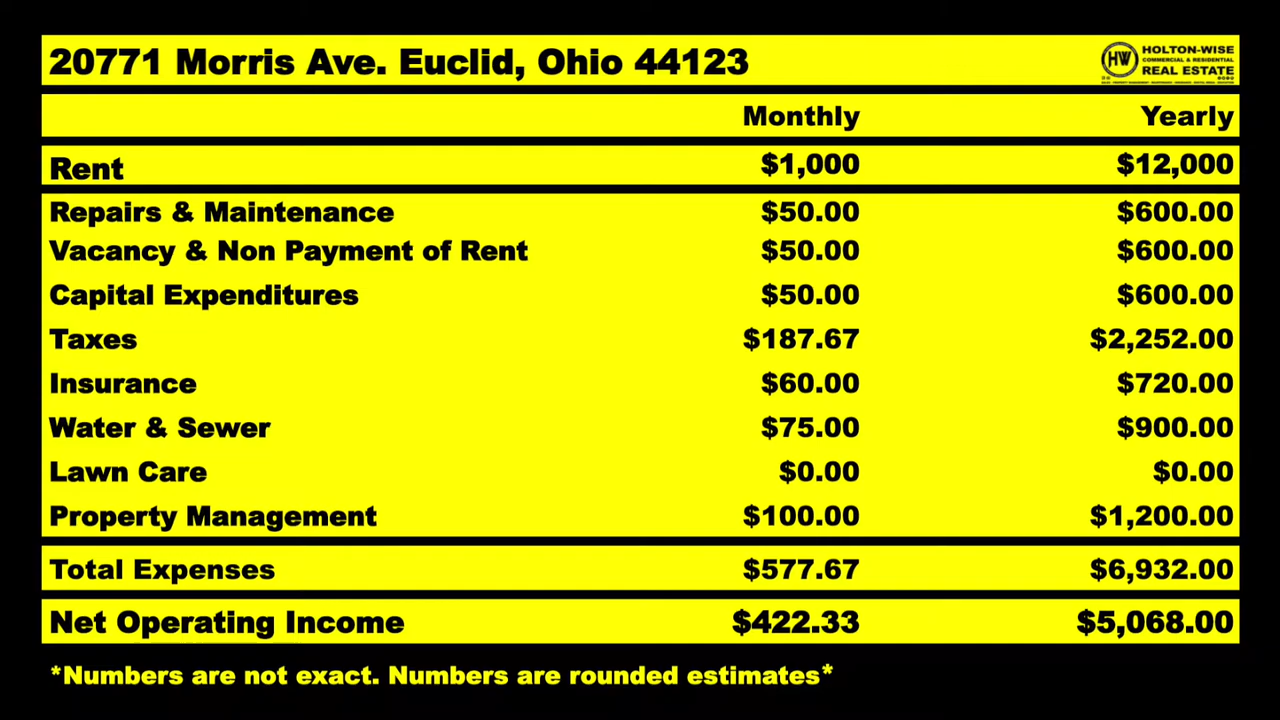 20771 Morris Ave. Euclid, Ohio 44123
HOLTON-WISE
COMMERCIAL & RESIDENTIAL
REAL ESTATE
HW
Monthly Yearly
Rent $1,000 $12,000
Repairs & Maintenance $50.00 $600.00
Vacancy & Non Payment of Rent $50.00 $600.00
Capital Expenditures $50.00 $600.00
Taxes $187.67 $2,252.00
Insurance $60.00 $720.00
Water & Sewer $75.00 $900.00
Lawn Care $0.00 $0.00
Property Management $100.00 $1,200.00
Total Expenses $577.67 $6,932.00
Net Operating Income $422.33 $5,068.00
*Numbers are not exact. Numbers are rounded estimates*